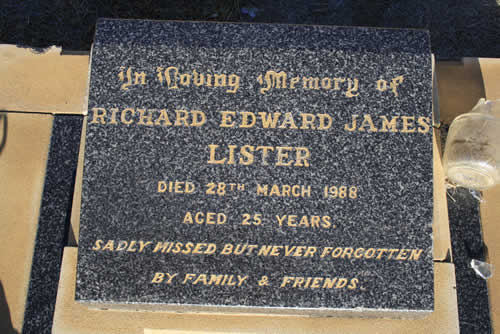 In Loving Memory of
RICHARD EDWARD JAMES
LISTER
DIED 28TH MARCH 1988
AGED 25 YEARS.
SADLY MISSED BUT NEVER FORGOTTEN
BY FAMILY & FRIENDS.